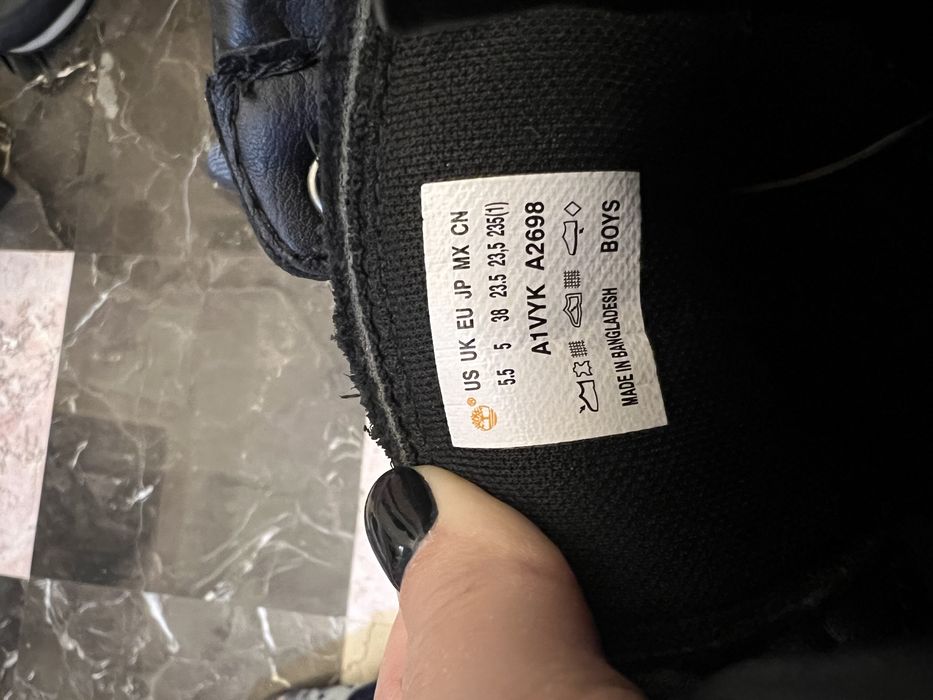 ® US UK EU JP MX CN
5.5 5 38 23.5 23,5 235(1)
A1VYK A2698
MADE IN BANGLADESH BOYS